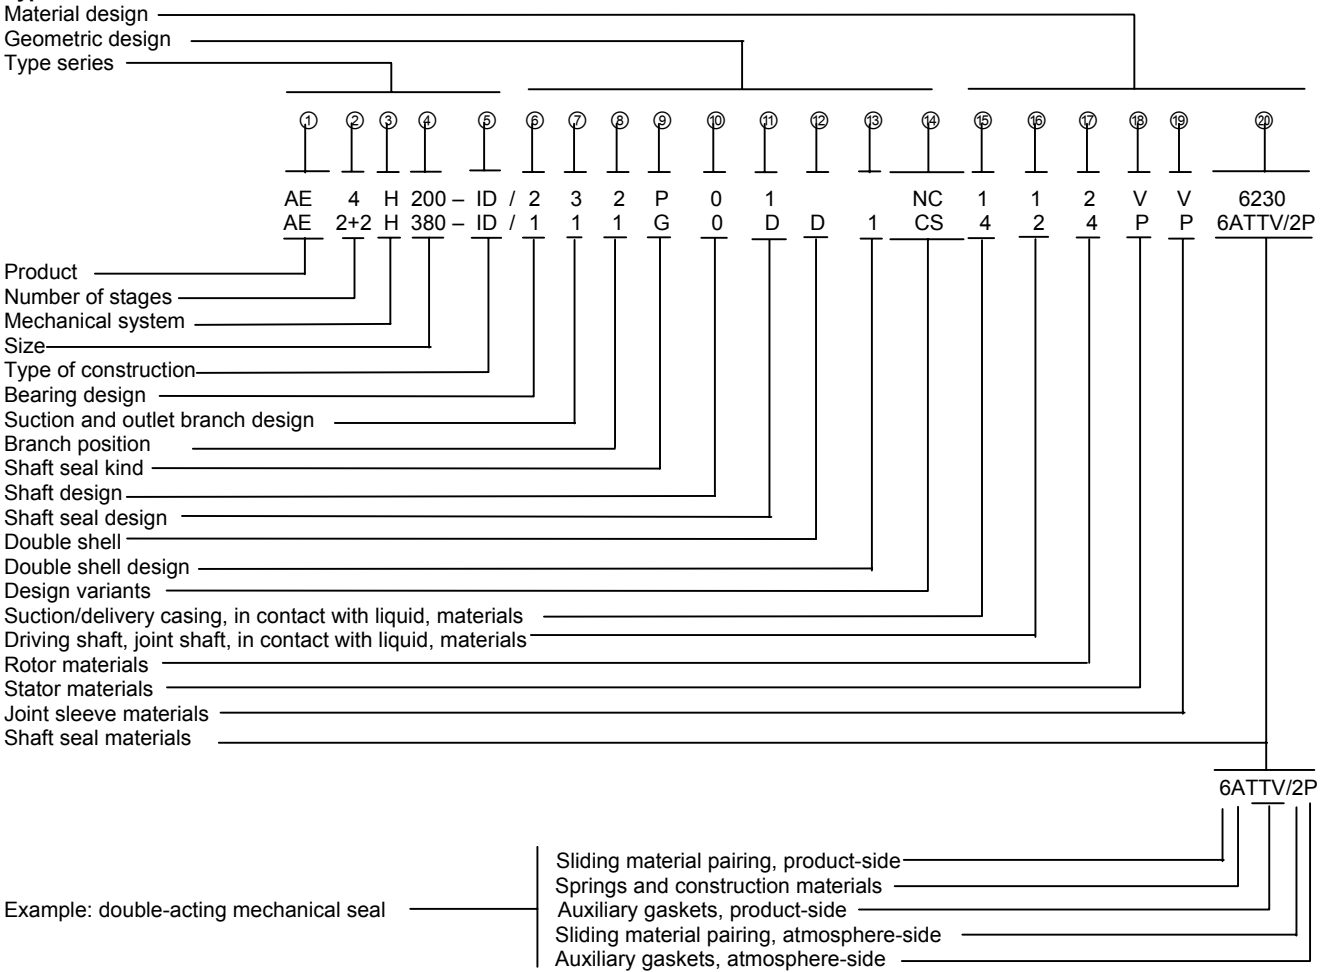 Material design
Geometric design
Type series
① ② ③ ④ ⑤ ⑥ ⑦ ⑧ ⑨ ⑩ ⑪ ⑫ ⑬ ⑭ ⑮ ⑯ ⑰ ⑱ ⑲ ⑳
AE 4 H 200 – ID / 2 3 2 P 0 1 NC 1 1 2 V V 6230
AE 2+2 H 380 – ID / 1 1 1 G 0 D D 1 CS 4 2 4 P P 6ATTV/2P
Product
Number of stages
Mechanical system
Size
Type of construction
Bearing design
Suction and outlet branch design
Branch position
Shaft seal kind
Shaft design
Shaft seal design
Double shell
Double shell design
Design variants
Suction/delivery casing, in contact with liquid, materials
Driving shaft, joint shaft, in contact with liquid, materials
Rotor materials
Stator materials
Joint sleeve materials
Shaft seal materials
6ATTV/2P
Sliding material pairing, product-side
Springs and construction materials
Example: double-acting mechanical seal
Auxiliary gaskets, product-side
Sliding material pairing, atmosphere-side
Auxiliary gaskets, atmosphere-side